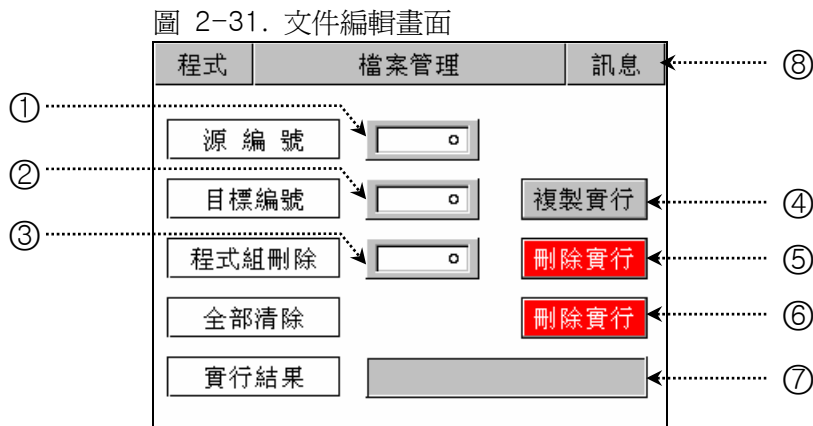 圖 2-31. 文件編輯畫面
程式 檔案管理 訊息 ⑧
① 源 編 號 0
② 目標編號 0 複製實行 ④
③ 程式組刪除 0 刪除實行 ⑤
全部清除 刪除實行 ⑥
實行結果 ⑦